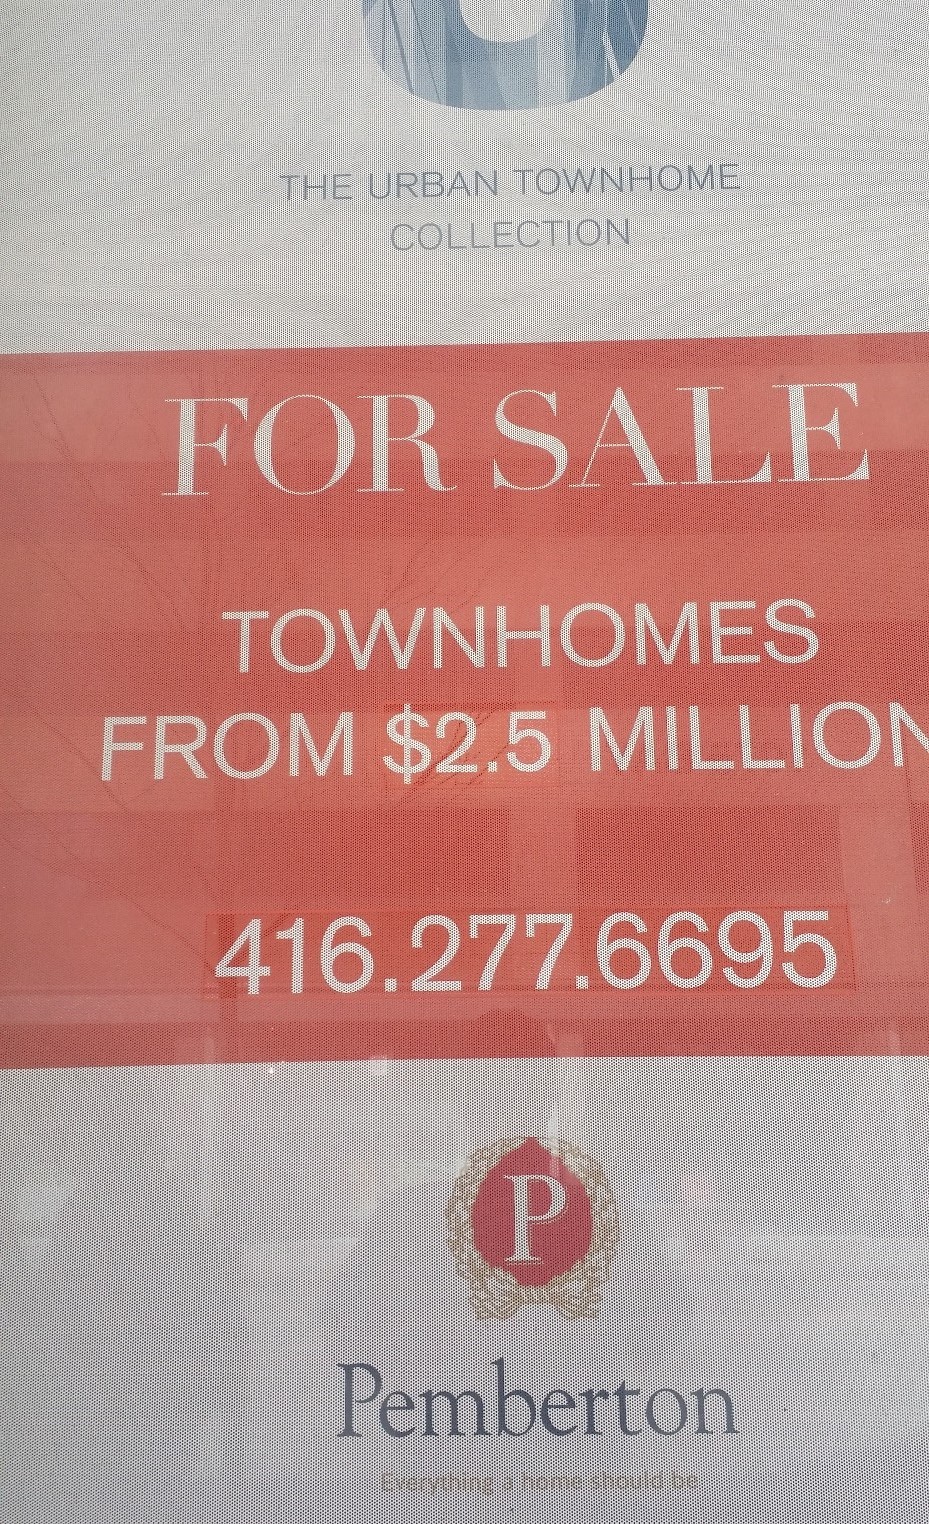 THE URBAN TOWNHOME
COLLECTION
FOR SALE
TOWNHOMES
FROM $2.5 MILLION
416.277.6695
P
Pemberton
Everything a home should be